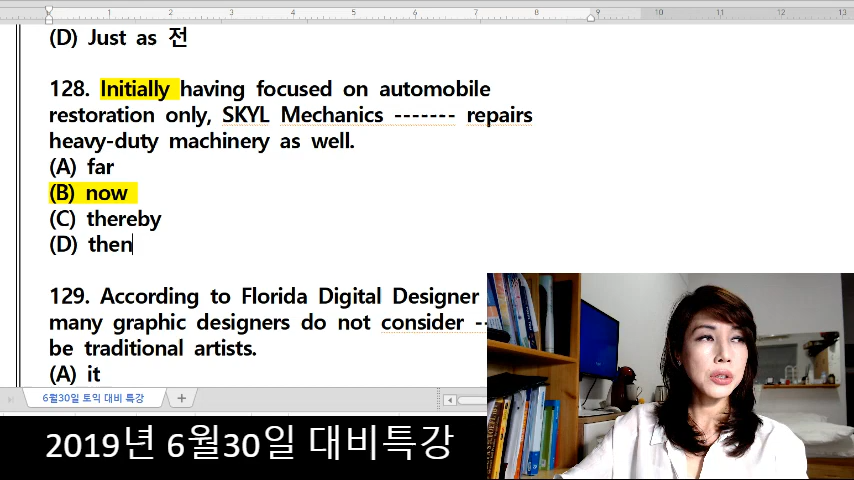 (D) Just as 전
128. Initially having focused on automobile
restoration only, SKYL Mechanics ------- repairs
heavy-duty machinery as well.
(A) far
(B) now
(C) thereby
(D) then
129. According to Florida Digital Designer
many graphic designers do not consider --
be traditional artists.
(A) it
6월30일 토익 대비 특강
2019년 6월30일 대비특강